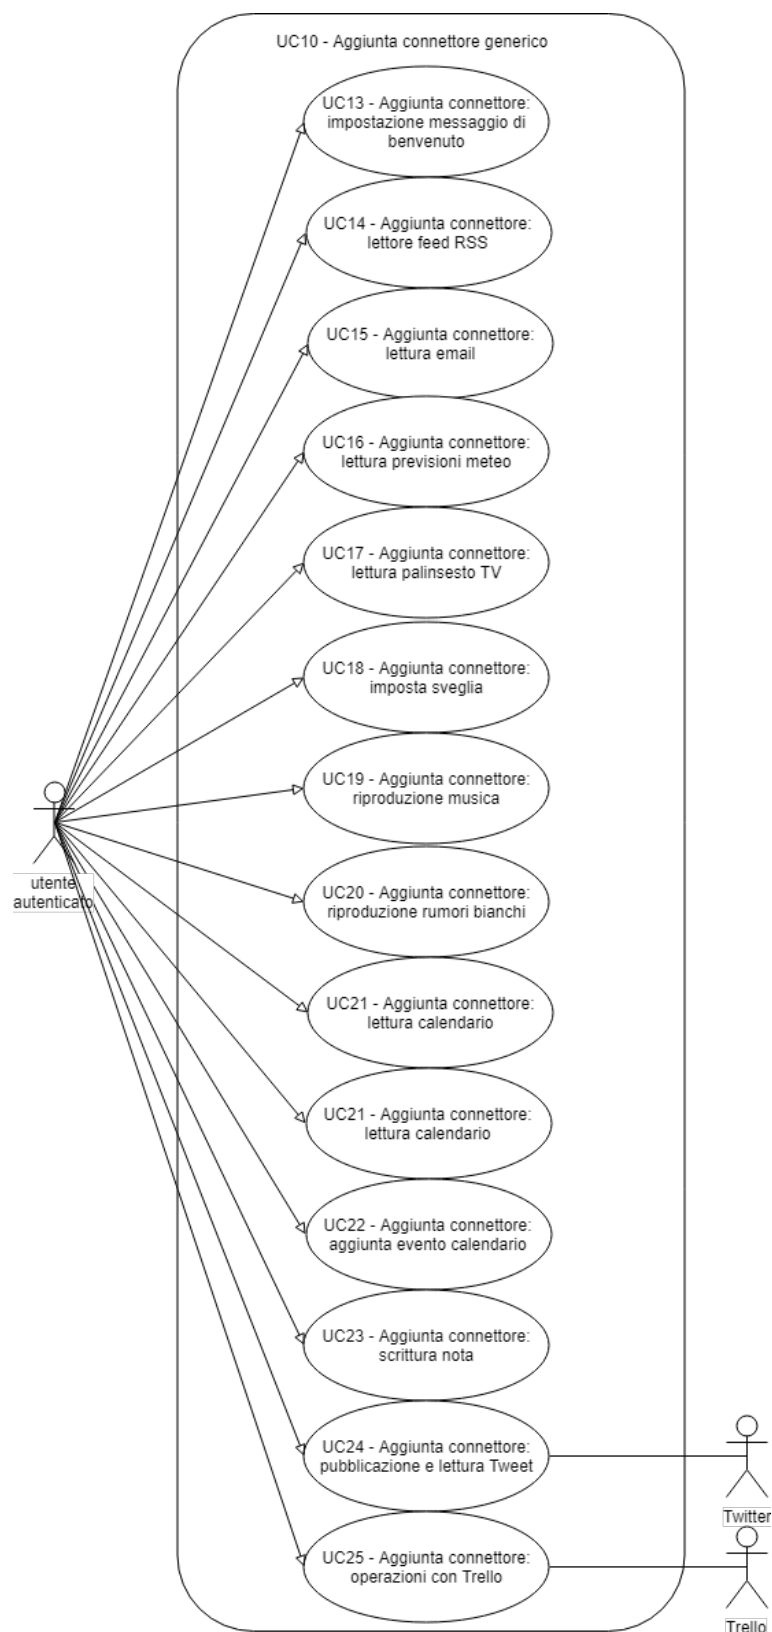 UC10 - Aggiunta connettore generico
UC13 - Aggiunta connettore:
impostazione messaggio di
benvenuto
UC14 - Aggiunta connettore:
lettore feed RSS
UC15 - Aggiunta connettore:
lettura email
UC16 - Aggiunta connettore:
lettura previsioni meteo
UC17 - Aggiunta connettore:
lettura palinsesto TV
UC18 - Aggiunta connettore:
imposta sveglia
UC19 - Aggiunta connettore:
riproduzione musica
utente
autenticato
UC20 - Aggiunta connettore:
riproduzione rumori bianchi
UC21 - Aggiunta connettore:
lettura calendario
UC21 - Aggiunta connettore:
lettura calendario
UC22 - Aggiunta connettore:
aggiunta evento calendario
UC23 - Aggiunta connettore:
scrittura nota
UC24 - Aggiunta connettore:
pubblicazione e lettura Tweet
Twitter
UC25 - Aggiunta connettore:
operazioni con Trello
Trello